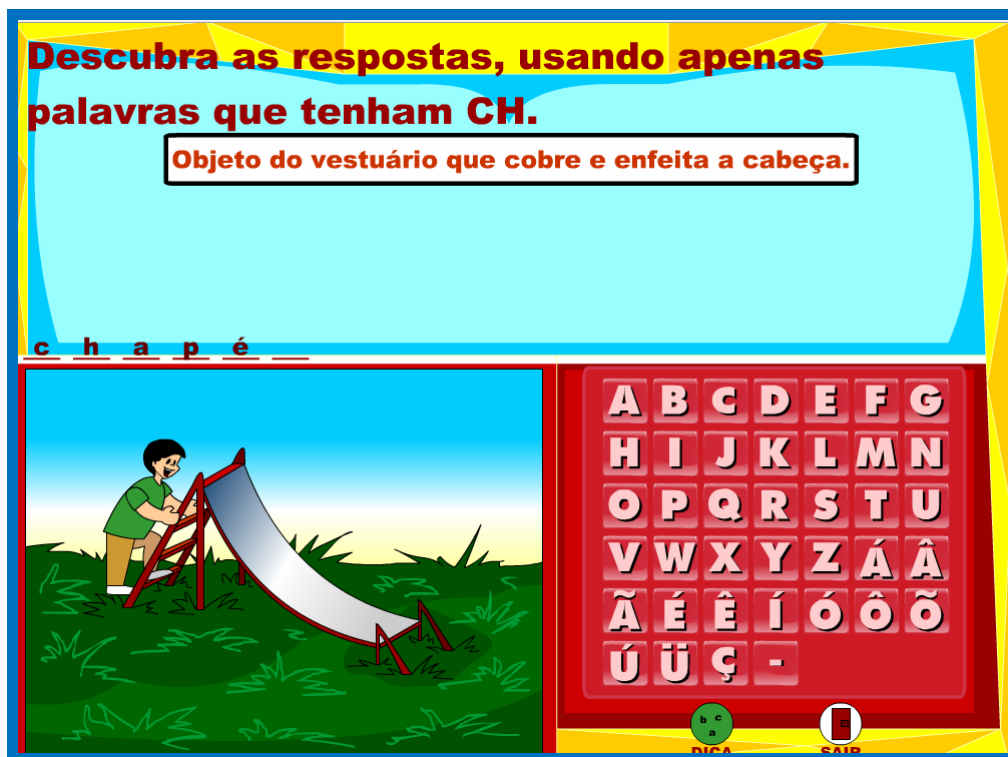 Descubra as respostas, usando apenas
palavras que tenham CH.
Objeto do vestuário que cobre e enfeita a cabeça.
c h a p é _
A B C D E F G
H I J K L M N
O P Q R S T U
V W X Y Z Á Â
Ã É Ê Í Ó Ô Õ
Ú Ü Ç -
b c
a
DICA SAIR